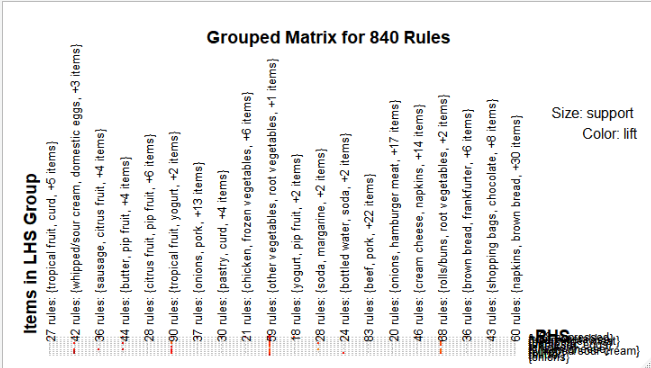 Grouped Matrix for 840 Rules
Size: support
Color: lift
Items in LHS Group
27 rules: {tropical fruit, curd, +5 items}
42 rules: {whipped/sour cream, domestic eggs, +3 items}
36 rules: {sausage, citrus fruit, +4 items}
44 rules: {butter, pip fruit, +4 items}
28 rules: {citrus fruit, pip fruit, +6 items}
90 rules: {tropical fruit, yogurt, +2 items}
37 rules: {onions, pork, +13 items}
30 rules: {pastry, curd, +4 items}
21 rules: {chicken, frozen vegetables, +6 items}
59 rules: {other vegetables, root vegetables, +1 items}
18 rules: {yogurt, pip fruit, +2 items}
28 rules: {soda, margarine, +2 items}
24 rules: {bottled water, soda, +2 items}
83 rules: {beef, pork, +22 items}
20 rules: {onions, hamburger meat, +17 items}
46 rules: {cream cheese, napkins, +14 items}
68 rules: {rolls/buns, root vegetables, +2 items}
36 rules: {brown bread, frankfurter, +6 items}
43 rules: {shopping bags, chocolate, +8 items}
60 rules: {napkins, brown bread, +30 items}
RHS
{onions}